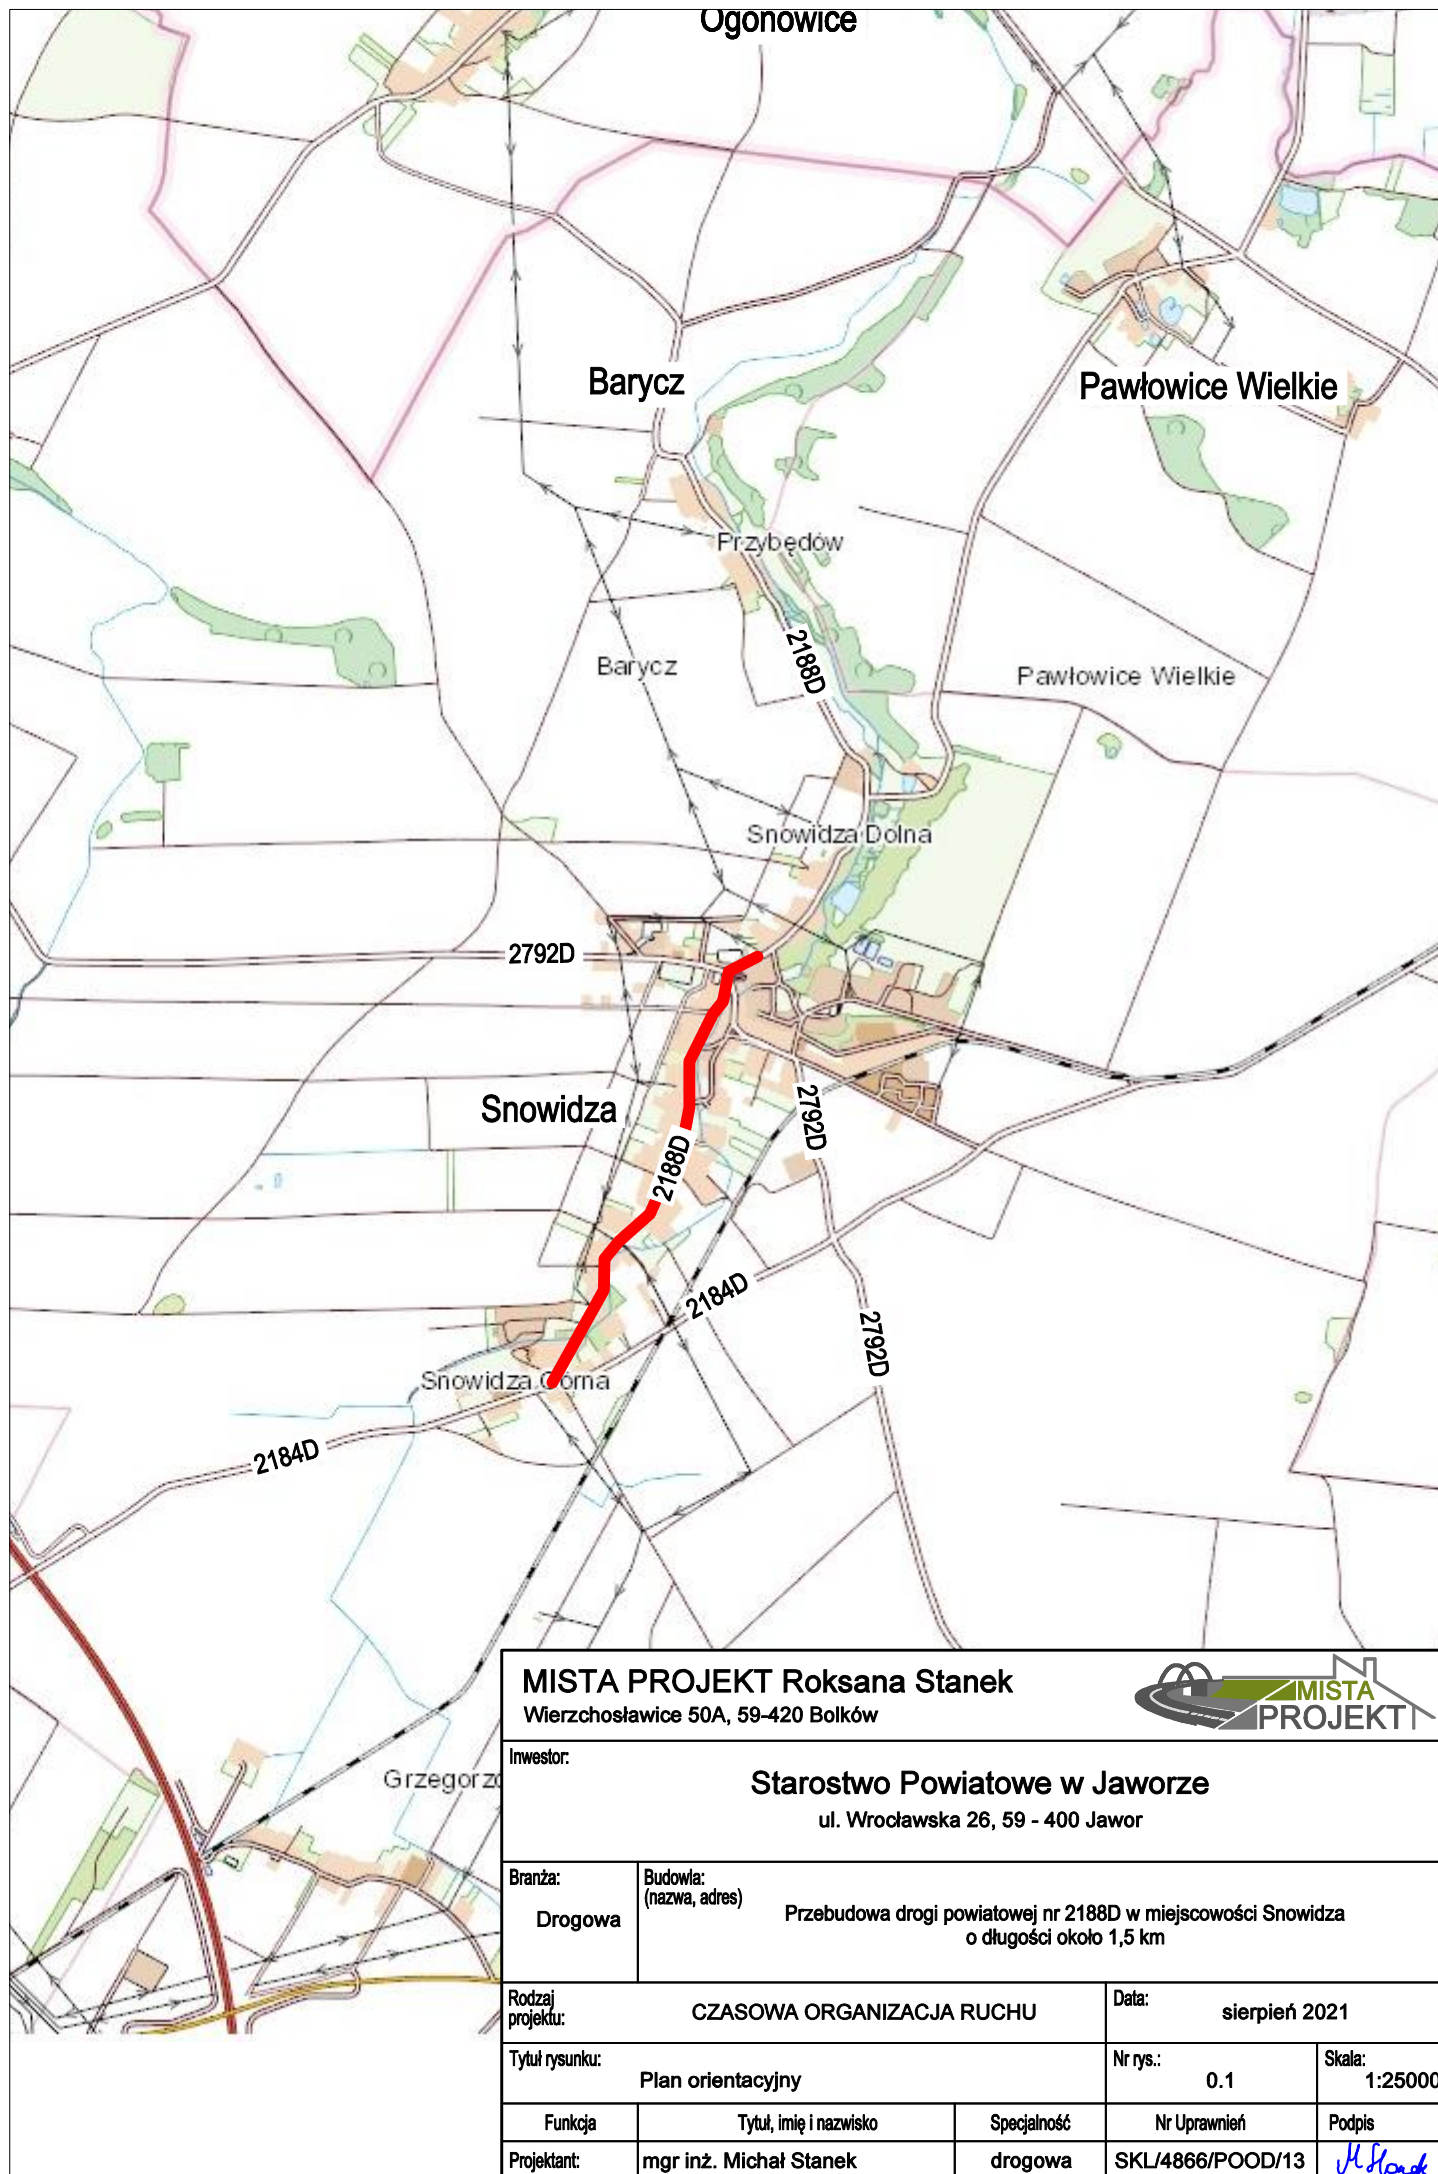 Ogonowice
Barycz
Pawłowice Wielkie
Przybędów
2188D
Barycz
Pawłowice Wielkie
Snowidza Dolna
2792D
Snowidza
2792D
2188D
2184D
2792D
Snowidza Górna
2184D
MISTA PROJEKT Roksana Stanek
Wierzchosławice 50A, 59-420 Bolków
MISTA
PROJEKT
Inwestor:
Starostwo Powiatowe w Jaworze
ul. Wrocławska 26, 59 - 400 Jawor
Grzegorzo
Branża:
Drogowa
Budowla:
(nazwa, adres)
Przebudowa drogi powiatowej nr 2188D w miejscowości Snowidza
o długości około 1,5 km
Rodzaj
projektu:
CZASOWA ORGANIZACJA RUCHU
Data:
sierpień 2021
Tytuł rysunku:
Plan orientacyjny
Nr rys.:
0.1
Skala:
1:25000
Funkcja
Tytuł, imię i nazwisko
Specjalność
Nr Uprawnień
Podpis
Projektant:
mgr inż. Michał Stanek
drogowa
SKL/4866/POOD/13